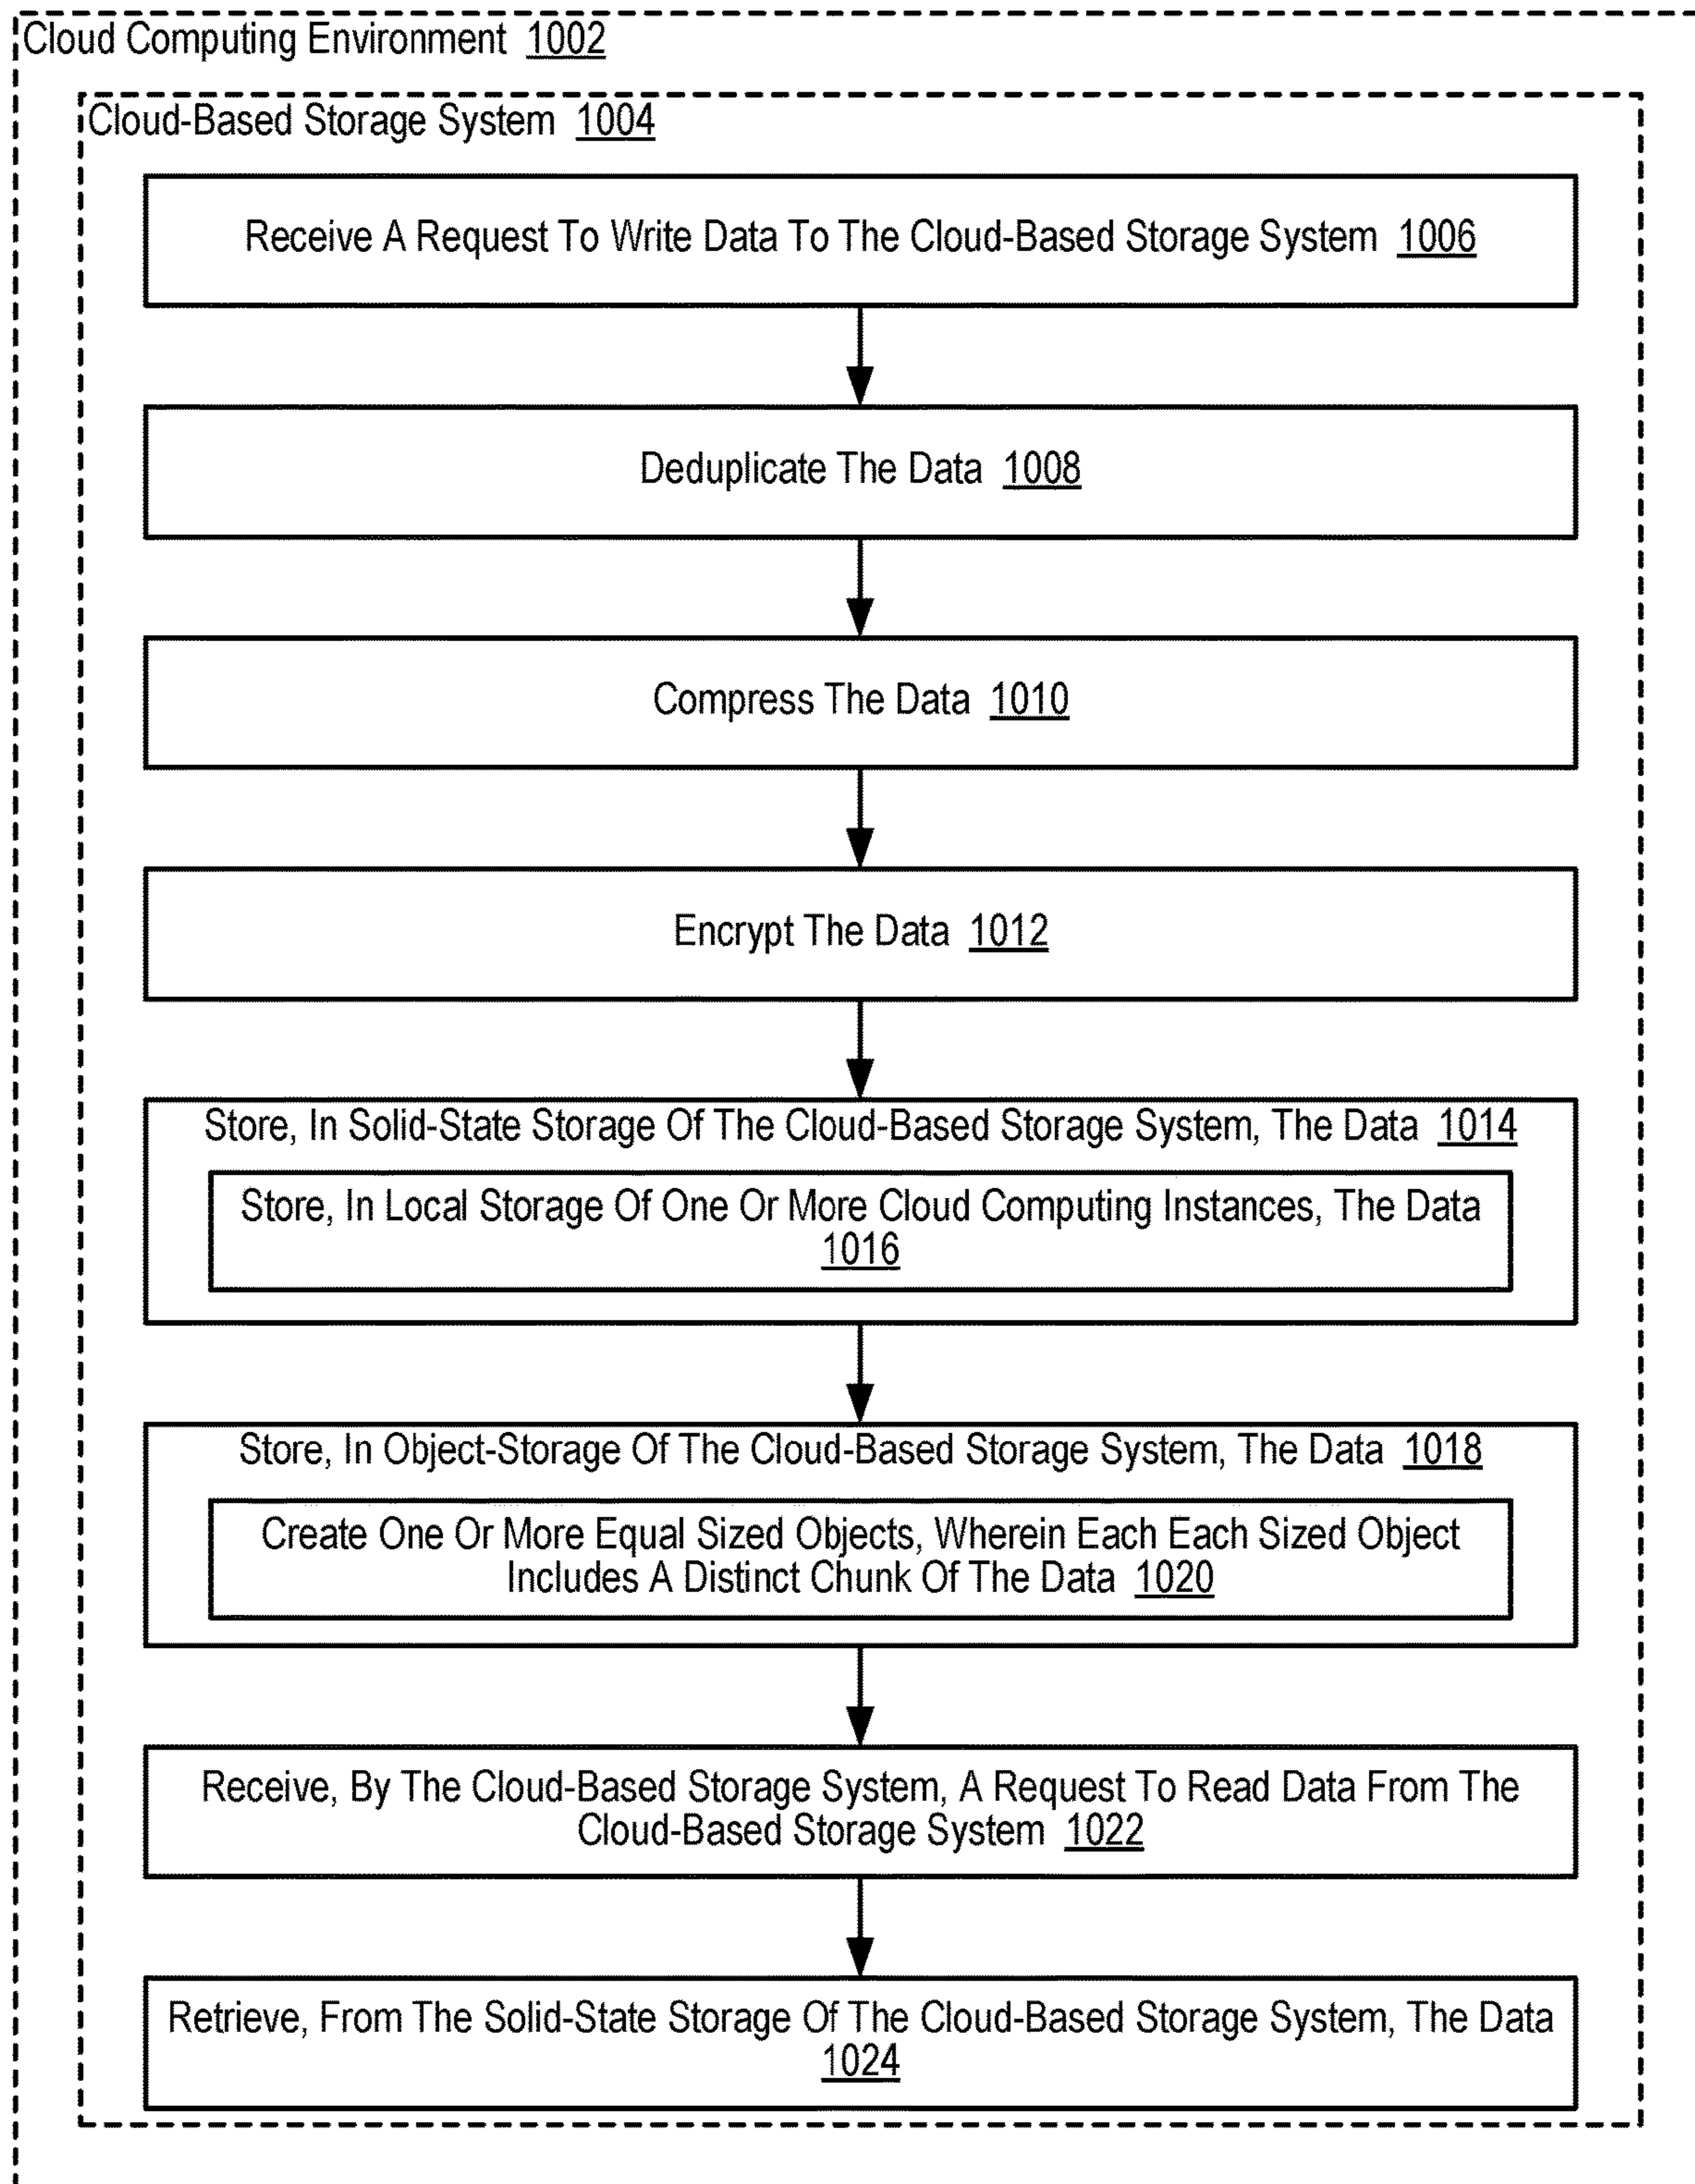 Cloud Computing Environment 1002
Cloud-Based Storage System 1004
Receive A Request To Write Data To The Cloud-Based Storage System 1006
Deduplicate The Data 1008
Compress The Data 1010
Encrypt The Data 1012
Store, In Solid-State Storage Of The Cloud-Based Storage System, The Data 1014
Store, In Local Storage Of One Or More Cloud Computing Instances, The Data
1016
Store, In Object-Storage Of The Cloud-Based Storage System, The Data 1018
Create One Or More Equal Sized Objects, Wherein Each Each Sized Object
Includes A Distinct Chunk Of The Data 1020
Receive, By The Cloud-Based Storage System, A Request To Read Data From The
Cloud-Based Storage System 1022
Retrieve, From The Solid-State Storage Of The Cloud-Based Storage System, The Data
1024